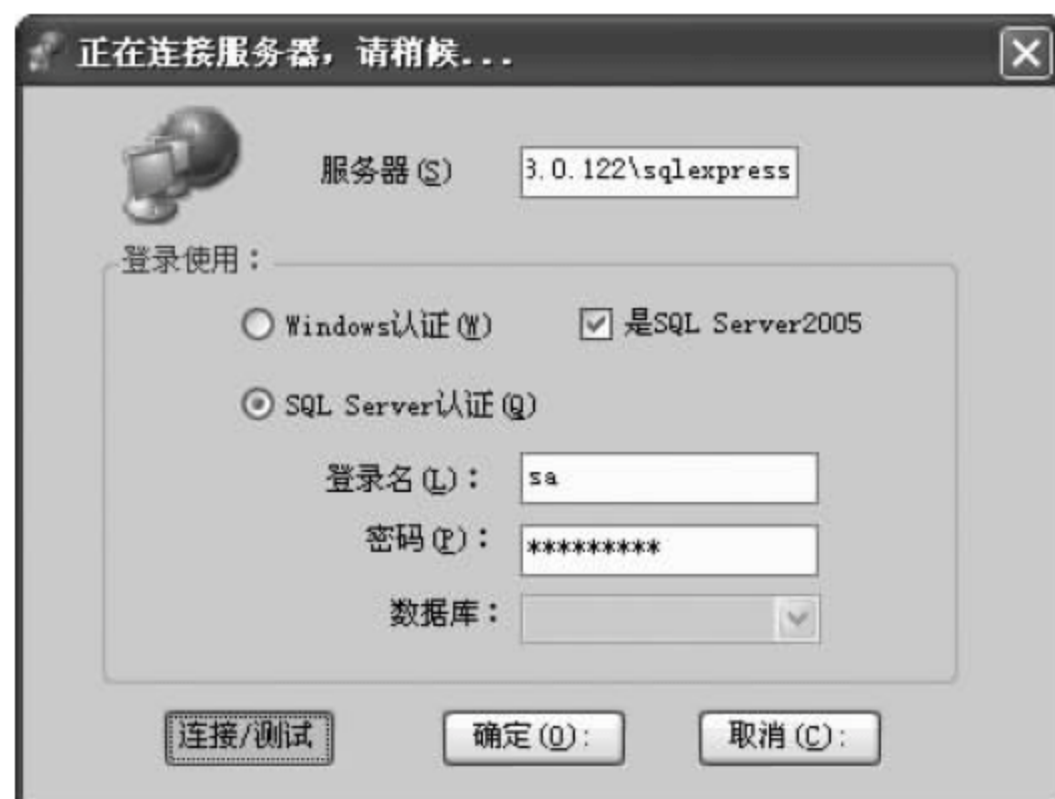 正在连接服务器，请稍候...
服务器(S) 3.0.122\sqlexpress
登录使用：
Windows认证(W) 是SQL Server2005
SQL Server认证(Q)
登录名(L)： sa
密码(P)： *********
数据库：
连接/测试 确定(O): 取消(C):